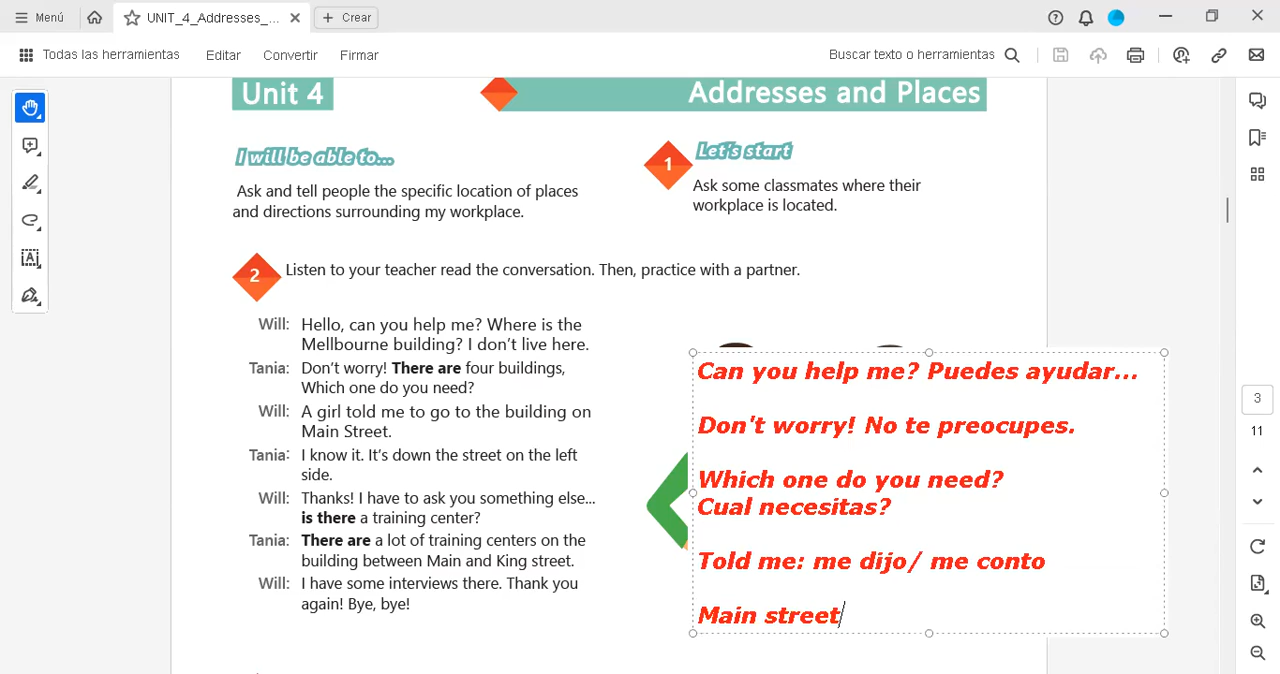 Menú
UNIT_4_Addresses_...
Crear
Todas las herramientas
Editar
Convertir
Firmar
Buscar texto o herramientas
Unit 4
Addresses and Places
I will be able to...
Ask and tell people the specific location of places
and directions surrounding my workplace.
1
Let's start
Ask some classmates where their
workplace is located.
2
Listen to your teacher read the conversation. Then, practice with a partner.
Will: Hello, can you help me? Where is the
Mellbourne building? I don't live here.
Tania: Don't worry! There are four buildings,
Which one do you need?
Will: A girl told me to go to the building on
Main Street.
Tania: I know it. It's down the street on the left
side.
Will: Thanks! I have to ask you something else...
is there a training center?
Tania: There are a lot of training centers on the
building between Main and King street.
Will: I have some interviews there. Thank you
again! Bye, bye!
Can you help me? Puedes ayudar...
Don't worry! No te preocupes.
Which one do you need?
Cual necesitas?
Told me: me dijo/ me conto
Main street
3
11